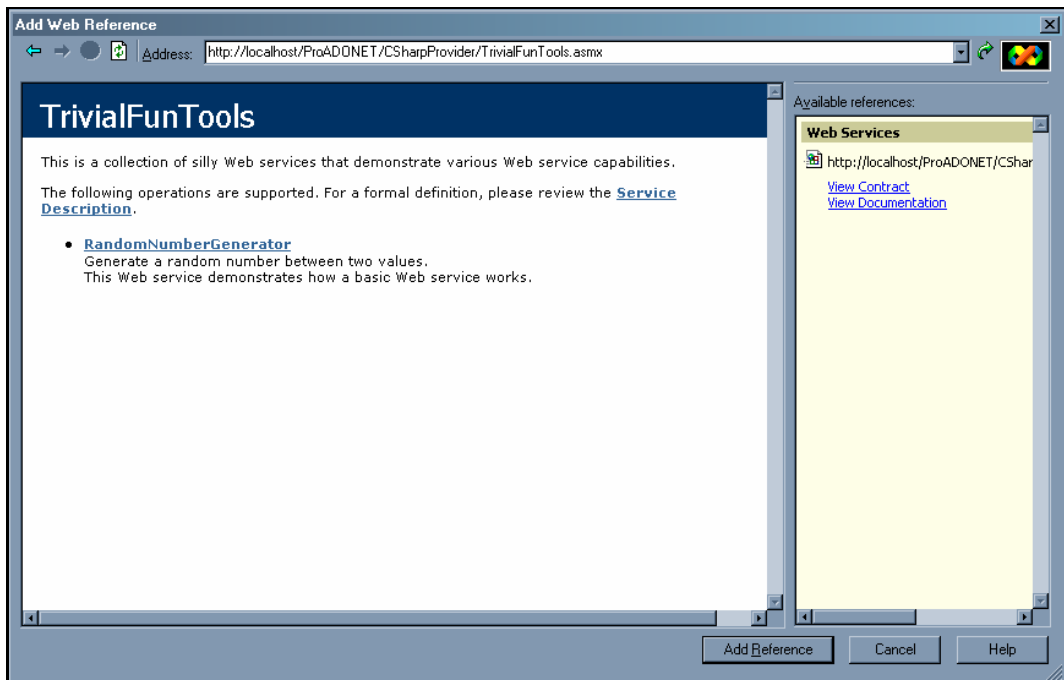 Add Web Reference
Address: http://localhost/ProADONET/CSharpProvider/TrivialFunTools.asmx
TrivialFunTools
This is a collection of silly Web services that demonstrate various Web service capabilities.
The following operations are supported. For a formal definition, please review the Service
Description.
• RandomNumberGenerator
Generate a random number between two values.
This Web service demonstrates how a basic Web service works.
Available references:
Web Services
http://localhost/ProADONET/CShar
View Contract
View Documentation
Add Reference Cancel Help